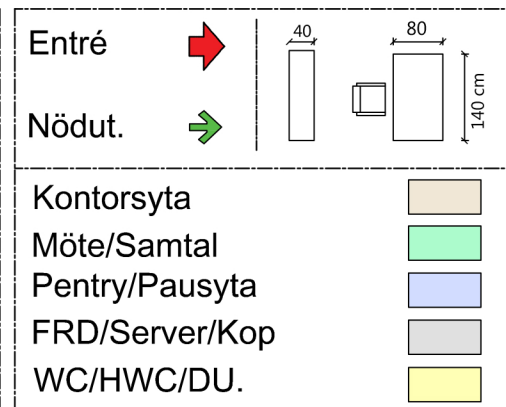 Entré
40
80
140 cm
Nödut.
Kontorsyta
Möte/Samtal
Pentry/Pausyta
FRD/Server/Kop
WC/HWC/DU.